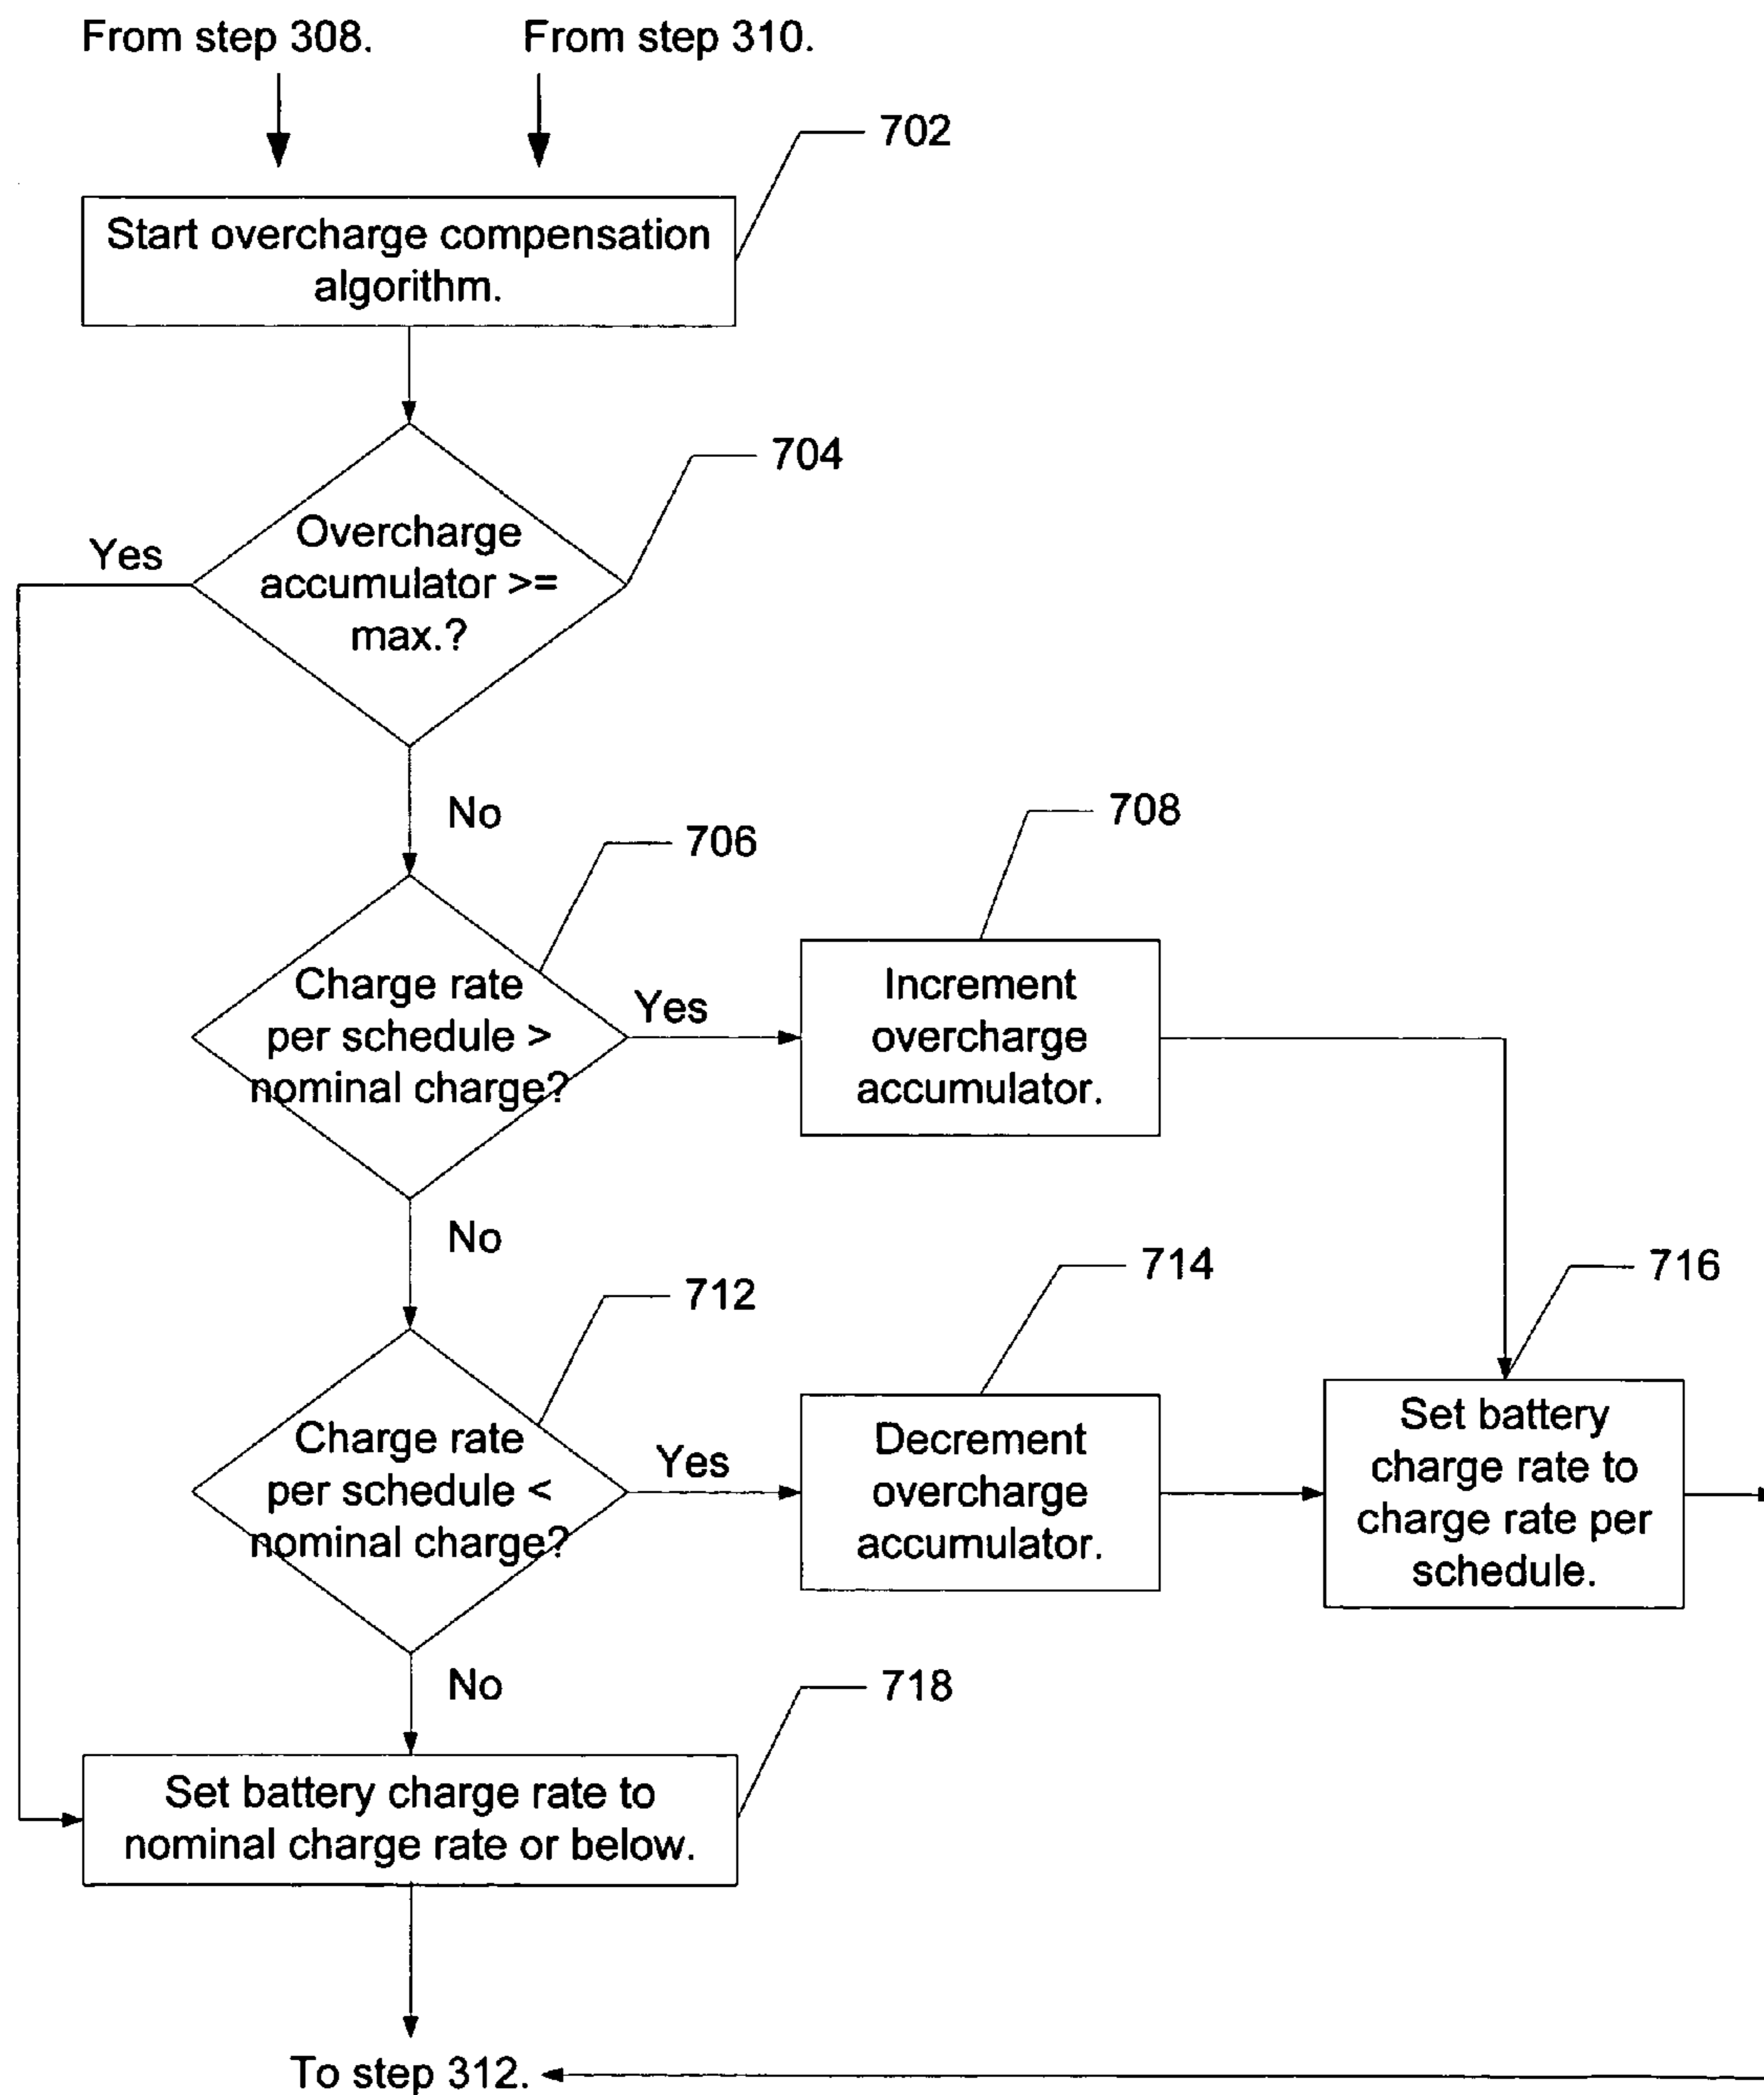 From step 308.
From step 310.
702
Start overcharge compensation
algorithm.
704
Yes
Overcharge
accumulator >=
max.?
No
706
708
Charge rate
per schedule >
nominal charge?
Yes
Increment
overcharge
accumulator.
No
712
714
716
Charge rate
per schedule <
nominal charge?
Yes
Decrement
overcharge
accumulator.
Set battery
charge rate to
charge rate per
schedule.
No
718
Set battery charge rate to
nominal charge rate or below.
To step 312.